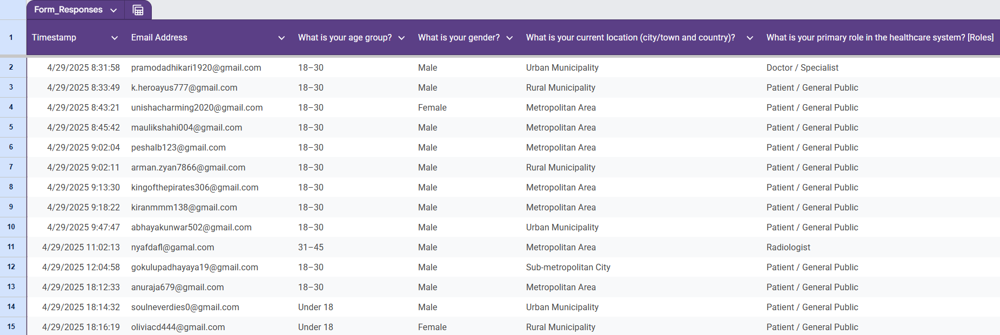 Form_Responses
1 Timestamp Email Address What is your age group? What is your gender? What is your current location (city/town and country)? What is your primary role in the healthcare system? [Roles]
2 4/29/2025 8:31:58 pramodadhikari1920@gmail.com 18–30 Male Urban Municipality Doctor / Specialist
3 4/29/2025 8:33:49 k.heroayus777@gmail.com 18–30 Male Rural Municipality Patient / General Public
4 4/29/2025 8:43:21 unishacharming2020@gmail.com 18–30 Female Metropolitan Area Patient / General Public
5 4/29/2025 8:45:42 maulikshahi004@gmail.com 18–30 Male Metropolitan Area Patient / General Public
6 4/29/2025 9:02:04 peshalb123@gmail.com 18–30 Male Metropolitan Area Patient / General Public
7 4/29/2025 9:02:11 arman.zyan7866@gmail.com 18–30 Male Rural Municipality Patient / General Public
8 4/29/2025 9:13:30 kingofthepirates306@gmail.com 18–30 Male Metropolitan Area Patient / General Public
9 4/29/2025 9:18:22 kiranmmm138@gmail.com 18–30 Male Metropolitan Area Patient / General Public
10 4/29/2025 9:47:47 abhayakunwar502@gmail.com 18–30 Male Urban Municipality Patient / General Public
11 4/29/2025 11:02:13 nyafdafl@gamal.com 31–45 Male Metropolitan Area Radiologist
12 4/29/2025 12:04:58 gokulupadhayaya19@gmail.com 18–30 Male Sub-metropolitan City Patient / General Public
13 4/29/2025 18:12:33 anuraja679@gmail.com 18–30 Male Metropolitan Area Patient / General Public
14 4/29/2025 18:14:32 soulneverdies0@gmail.com Under 18 Male Urban Municipality Patient / General Public
15 4/29/2025 18:16:19 oliviacd444@gmail.com Under 18 Female Rural Municipality Patient / General Public